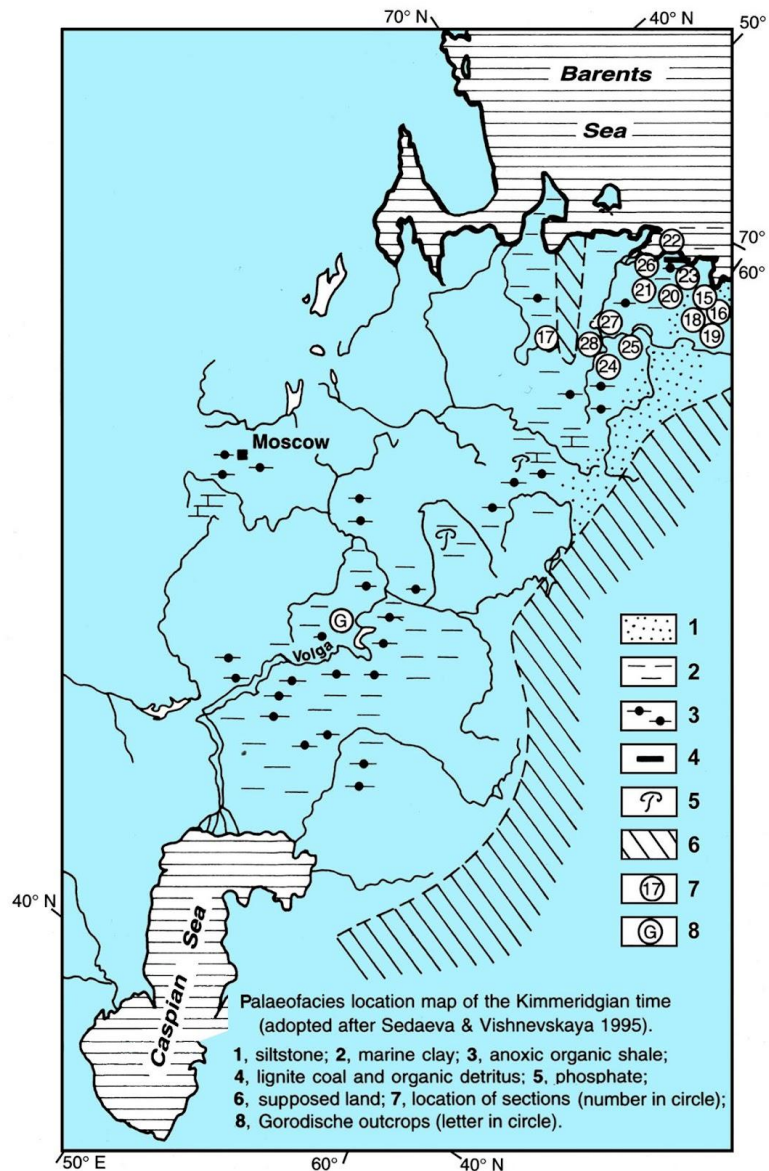 70° N
40° N
50°
Barents
Sea
70°
60°
22
26
23
21
20
15
16
18
19
27
17
28
25
24
Moscow
G
Volga
1
2
3
4
5
6
17 7
G 8
40° N
Caspian Sea
Palaeofacies location map of the Kimmeridgian time
(adopted after Sedaeva & Vishnevskaya 1995).
1, siltstone; 2, marine clay; 3, anoxic organic shale;
4, lignite coal and organic detritus; 5, phosphate;
6, supposed land; 7, location of sections (number in circle);
8, Gorodische outcrops (letter in circle).
50° E
60°
40° N